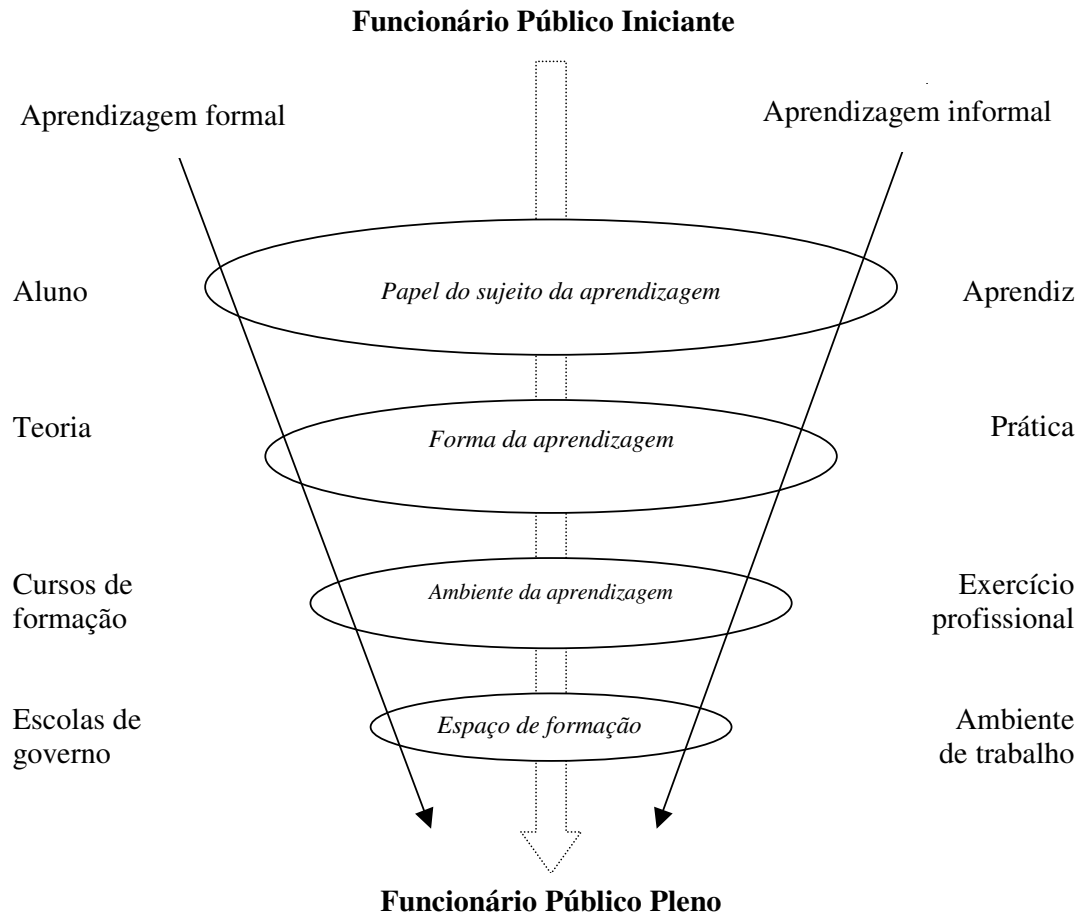 Funcionário Público Iniciante
Aprendizagem formal
Aprendizagem informal
Aluno
Papel do sujeito da aprendizagem
Aprendiz
Teoria
Forma da aprendizagem
Prática
Cursos de
formação
Ambiente da aprendizagem
Exercício
profissional
Escolas de
governo
Espaço de formação
Ambiente
de trabalho
Funcionário Público Pleno